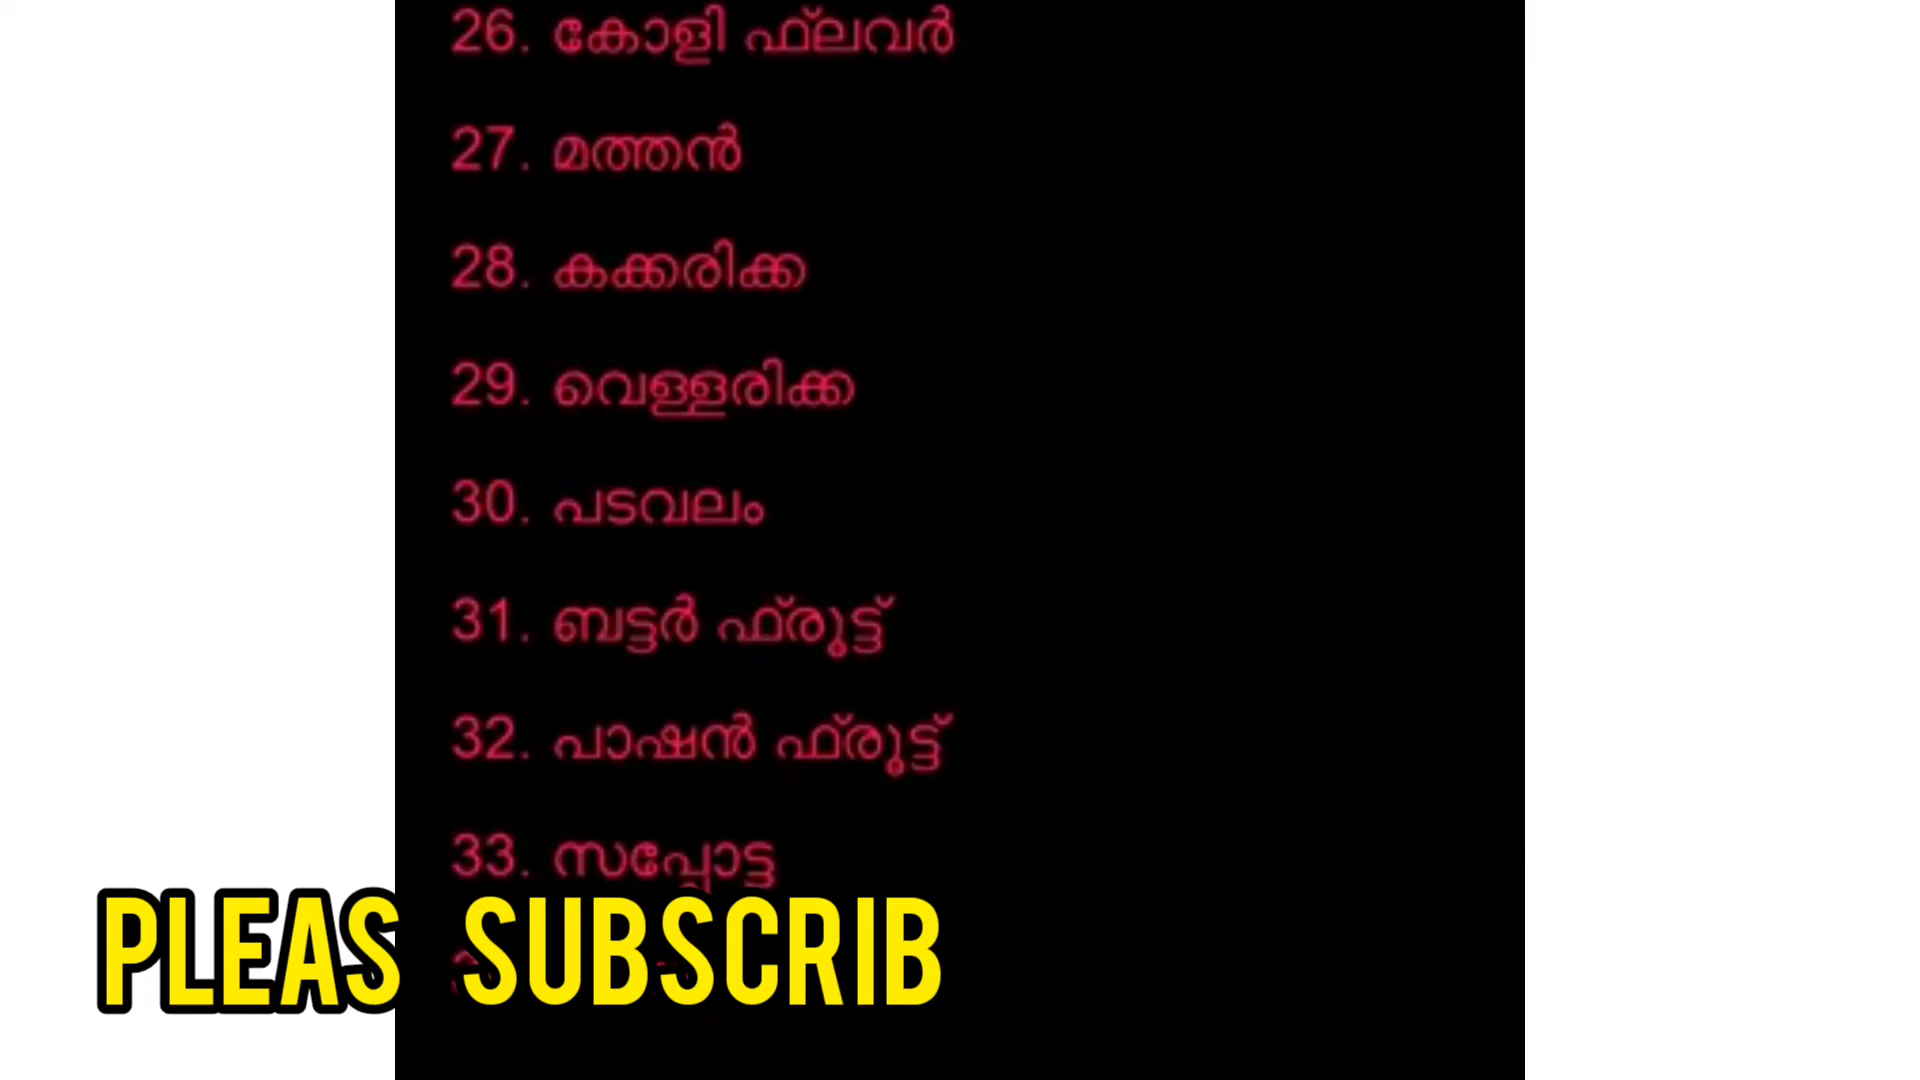 26. കോളി ഫ്ലവർ
27. മത്തൻ
28. കക്കരിക്ക
29. വെള്ളരിക്ക
30. പടവലം
31. ബട്ടർ ഫ്രുട്ട്
32. പാഷൻ ഫ്രുട്ട്
33. സപ്പോട്ട
PLEAS SUBSCRIB